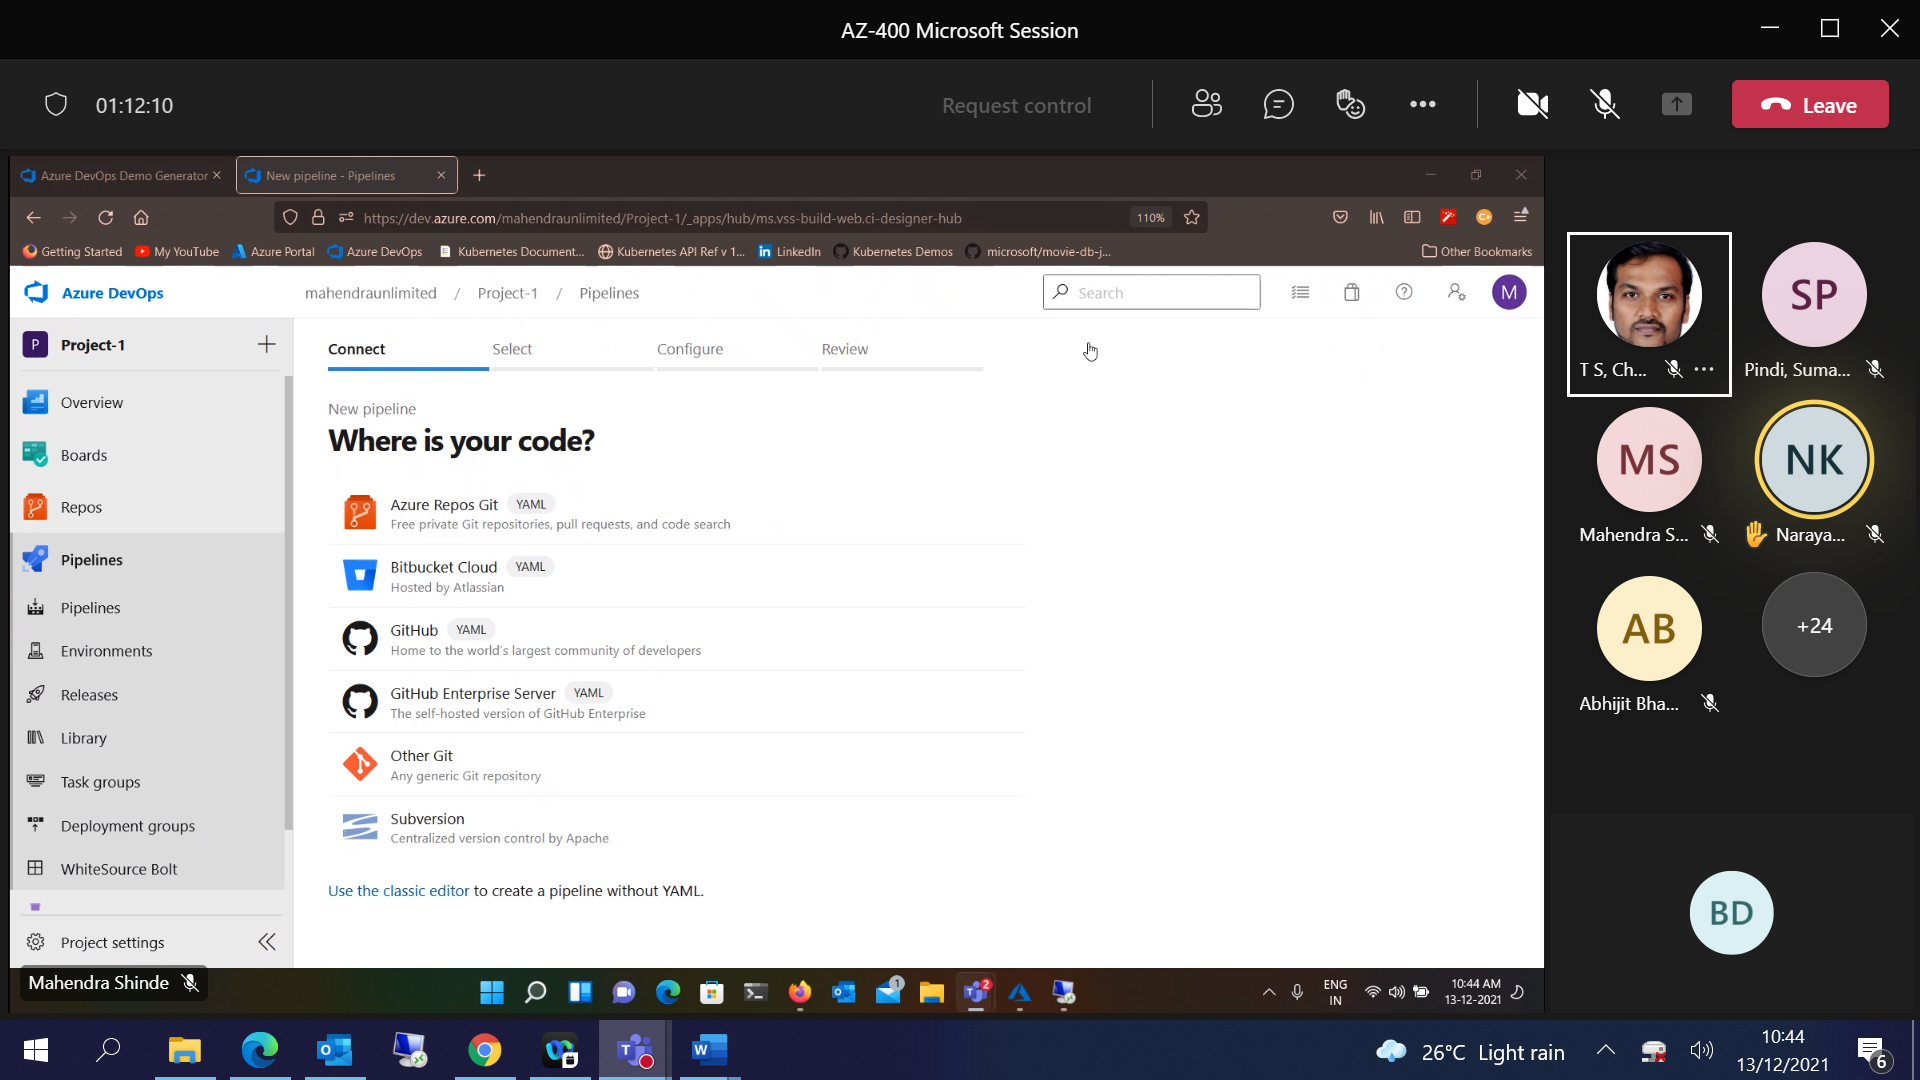 AZ-400 Microsoft Session
01:12:10
Request control
Leave
Azure DevOps Demo Generator
New pipeline - Pipelines
https://dev.azure.com/mahendraunlimited/Project-1/_apps/hub/ms.vss-build-web.ci-designer-hub
110%
Getting Started
My YouTube
Azure Portal
Azure DevOps
Kubernetes Document...
Kubernetes API Ref v 1...
LinkedIn
Kubernetes Demos
microsoft/movie-db-j...
Other Bookmarks
Azure DevOps
mahendraunlimited / Project-1 / Pipelines
Search
M
P
Project-1
Overview
Boards
Repos
Pipelines
Pipelines
Environments
Releases
Library
Task groups
Deployment groups
WhiteSource Bolt
Project settings
Connect
Select
Configure
Review
New pipeline
Where is your code?
Azure Repos Git YAML
Free private Git repositories, pull requests, and code search
Bitbucket Cloud YAML
Hosted by Atlassian
GitHub YAML
Home to the world's largest community of developers
GitHub Enterprise Server YAML
The self-hosted version of GitHub Enterprise
Other Git
Any generic Git repository
Subversion
Centralized version control by Apache
Use the classic editor to create a pipeline without YAML.
Mahendra Shinde
1
2
ENG
IN
10:44 AM
13-12-2021
T S, Ch...
SP
Pindi, Suma...
MS
Mahendra S...
NK
Naraya...
AB
Abhijit Bha...
+24
BD
26°C Light rain
10:44
13/12/2021
6